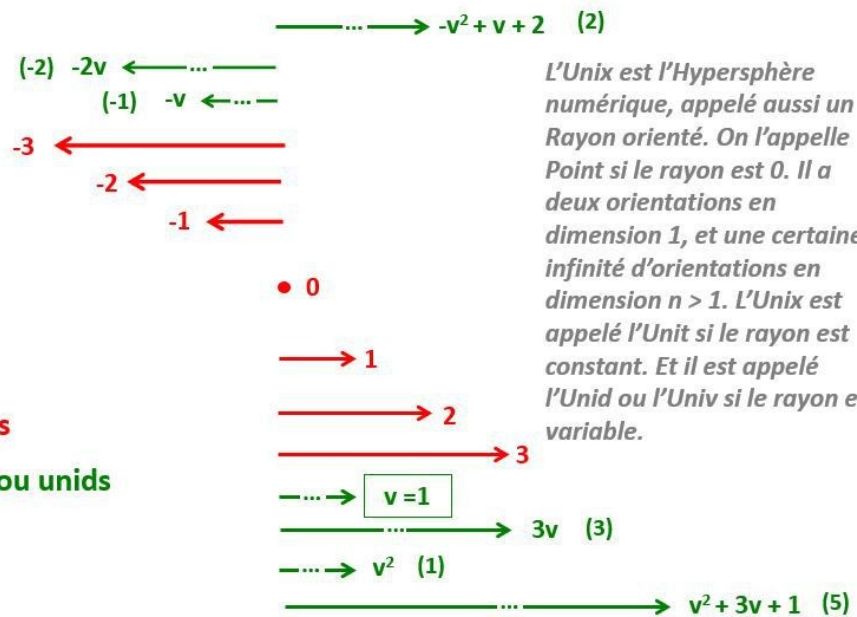 -v² + v + 2 (2)
(-2) -2v
(-1) -v
-3
-2
-1
0
1
2
3
v =1
3v (3)
v² (1)
v² + 3v + 1 (5)
ou unids
L’Unix est l’Hypersphère
numérique, appelé aussi un
Rayon orienté. On l’appelle
Point si le rayon est 0. Il a
deux orientations en
dimension 1, et une certaine
infinité d’orientations en
dimension n > 1. L’Unix est
appelé l’Unit si le rayon est
constant. Et il est appelé
l’Unid ou l’Univ si le rayon e
variable.